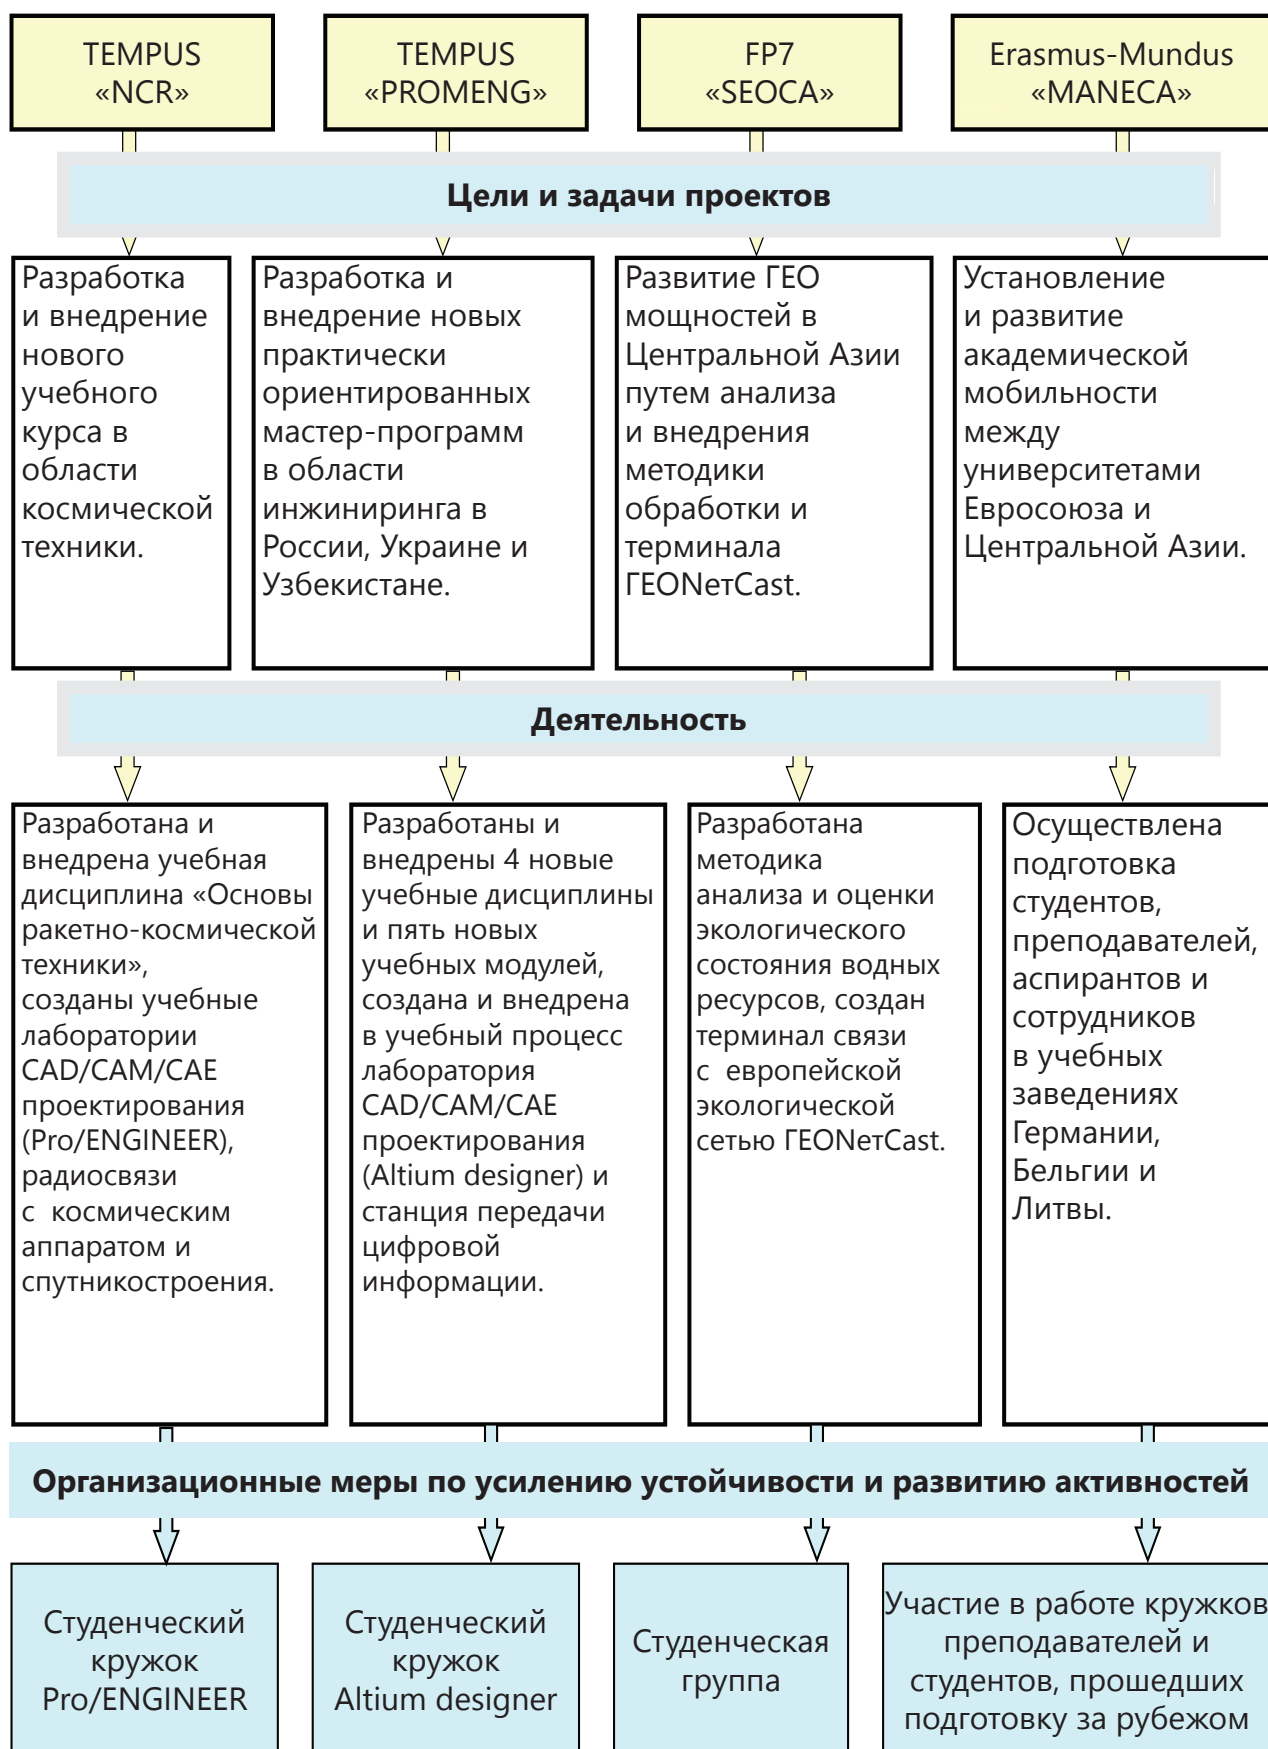 TEMPUS
«NCR»
TEMPUS
«PROMENG»
FP7
«SEOCA»
Erasmus-Mundus
«MANECA»
Цели и задачи проектов
Разработка
и внедрение
нового
учебного
курса в
области
космической
техники.
Разработка и
внедрение новых
практически
ориентированных
мастер-программ
в области
инжиниринга в
России, Украине и
Узбекистане.
Развитие ГЕО
мощностей в
Центральной Азии
путем анализа
и внедрения
методики
обработки и
терминала
ГЕОNетCast.
Установление
и развитие
академической
мобильности
между
университетами
Евросоюза и
Центральной Азии.
Деятельность
Разработана и
внедрена учебная
дисциплина «Основы
ракетно-космической
техники»,
созданы учебные
лаборатории
CAD/CAM/CAE
проектирования
(Pro/ENGINEER),
радиосвязи
с космическим
аппаратом и
спутникостроения.
Разработаны и
внедрены 4 новые
учебные дисциплины
и пять новых
учебных модулей,
создана и внедрена
в учебный процесс
лаборатория
CAD/CAM/CAE
проектирования
(Altium designer) и
станция передачи
цифровой
информации.
Разработана
методика
анализа и оценки
экологического
состояния водных
ресурсов, создан
терминал связи
с европейской
экологической
сетью ГЕОNетCast.
Осуществлена
подготовка
студентов,
преподавателей,
аспирантов и
сотрудников
в учебных
заведениях
Германии,
Бельгии и
Литвы.
Организационные меры по усилению устойчивости и развитию активностей
Студенческий
кружок
Pro/ENGINEER
Студенческий
кружок
Altium designer
Студенческая
группа
Участие в работе кружков
преподавателей и
студентов, прошедших
подготовку за рубежом